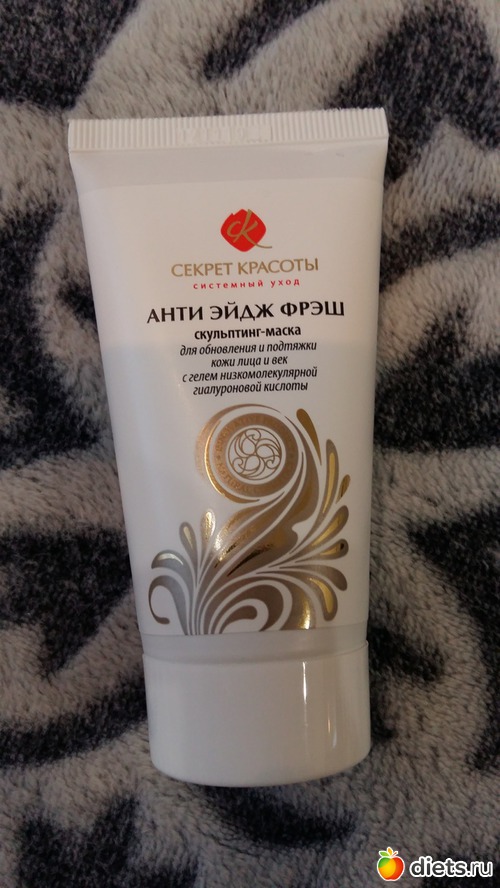 ск
СЕКРЕТ КРАСОТЫ
системный уход
АНТИ ЭЙДЖ ФРЭШ
скульптинг-маска
для обновления и подтяжки
кожи лица и век
с гелем низкомолекулярной
гиалуроновой кислоты
diets.ru